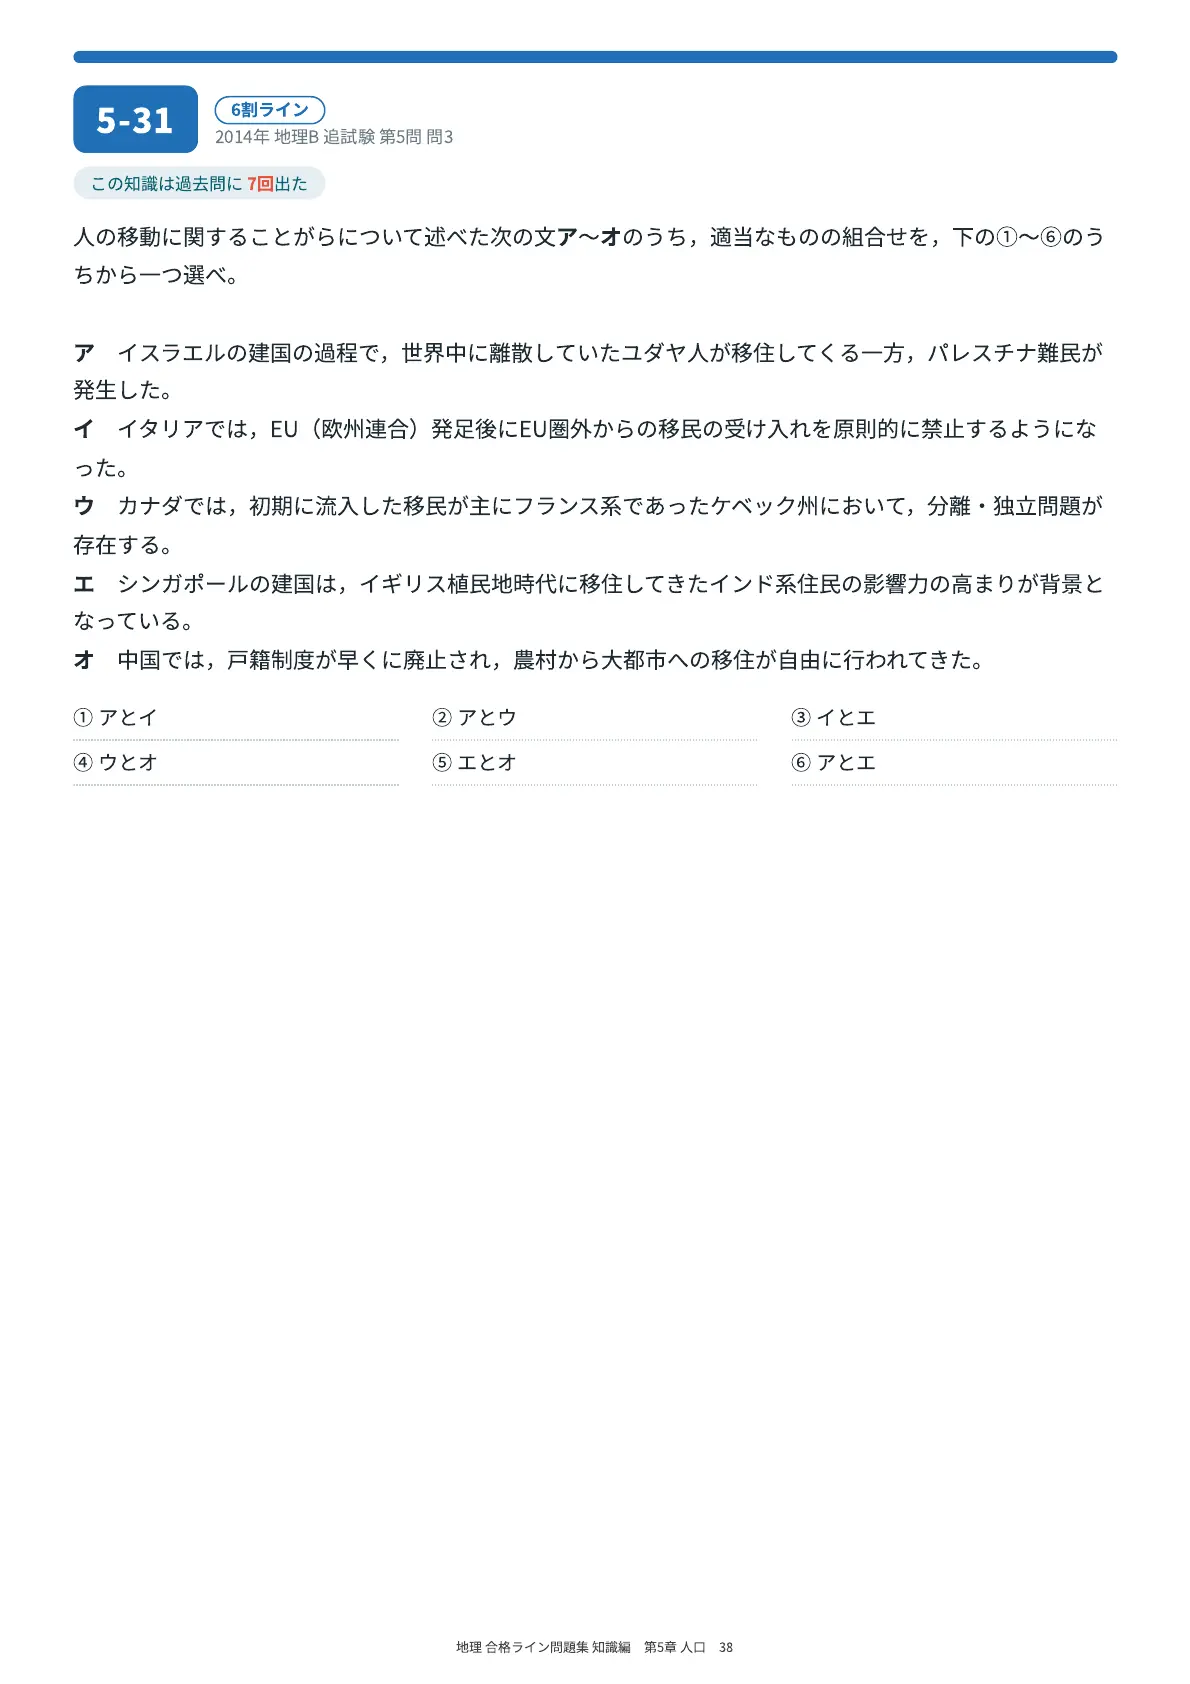 5-31
6割ライン
2014年 地理B 追試験 第5問 問3
この知識は過去問に 7回出た
人の移動に関することがらについて述べた次の文ア〜オのうち，適当なものの組合せを，下の①〜⑥のう
ちから一つ選べ。
ア　イスラエルの建国の過程で，世界中に離散していたユダヤ人が移住してくる一方，パレスチナ難民が
発生した。
イ　イタリアでは，EU（欧州連合）発足後にEU圏外からの移民の受け入れを原則的に禁止するようにな
った。
ウ　カナダでは，初期に流入した移民が主にフランス系であったケベック州において，分離・独立問題が
存在する。
エ　シンガポールの建国は，イギリス植民地時代に移住してきたインド系住民の影響力の高まりが背景と
なっている。
オ　中国では，戸籍制度が早くに廃止され，農村から大都市への移住が自由に行われてきた。
① アとイ　② アとウ　③ イとエ
④ ウとオ　⑤ エとオ　⑥ アとエ
地理 合格ライン問題集 知識編　第5章 人口　38